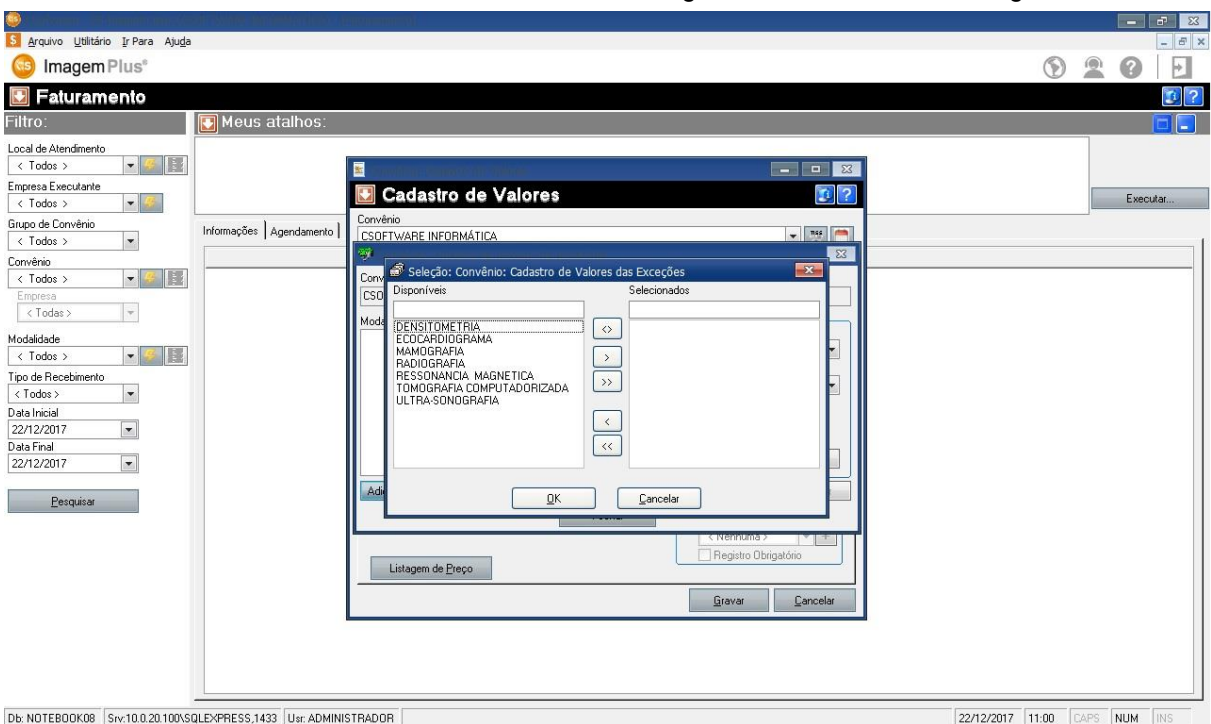 Arquivo Utilitário Ir Para Ajuda
ImagemPlus®
Faturamento
Filtro:
Meus atalhos:
Local de Atendimento
< Todos >
Empresa Executante
< Todos >
Grupo de Convênio
< Todos >
Convênio
< Todos >
Empresa
< Todas >
Modalidade
< Todos >
Tipo de Recebimento
< Todos >
Data Inicial
22/12/2017
Data Final
22/12/2017
Pesquisar
Executar...
Informações Agendamento
Cadastro de Valores
Convênio
CSOFTWARE INFORMÁTICA
Seleção: Convênio: Cadastro de Valores das Exceções
Disponíveis
Selecionados
DENSITOMETRIA
ECOCARDIOGRAMA
MAMOGRAFIA
RADIOGRAFIA
RESSONANCIA MAGNETICA
TOMOGRAFIA COMPUTADORIZADA
ULTRA-SONOGRAFIA
<>
>
>>
<
<<
OK
Cancelar
< Nenhuma >
Registro Obrigatório
Listagem de Preço
Gravar
Cancelar
Db: NOTEBOOK08 Srv:10.0.20.100\SQLEXPRESS,1433 Usr: ADMINISTRADOR 22/12/2017 11:00 CAPS NUM INS